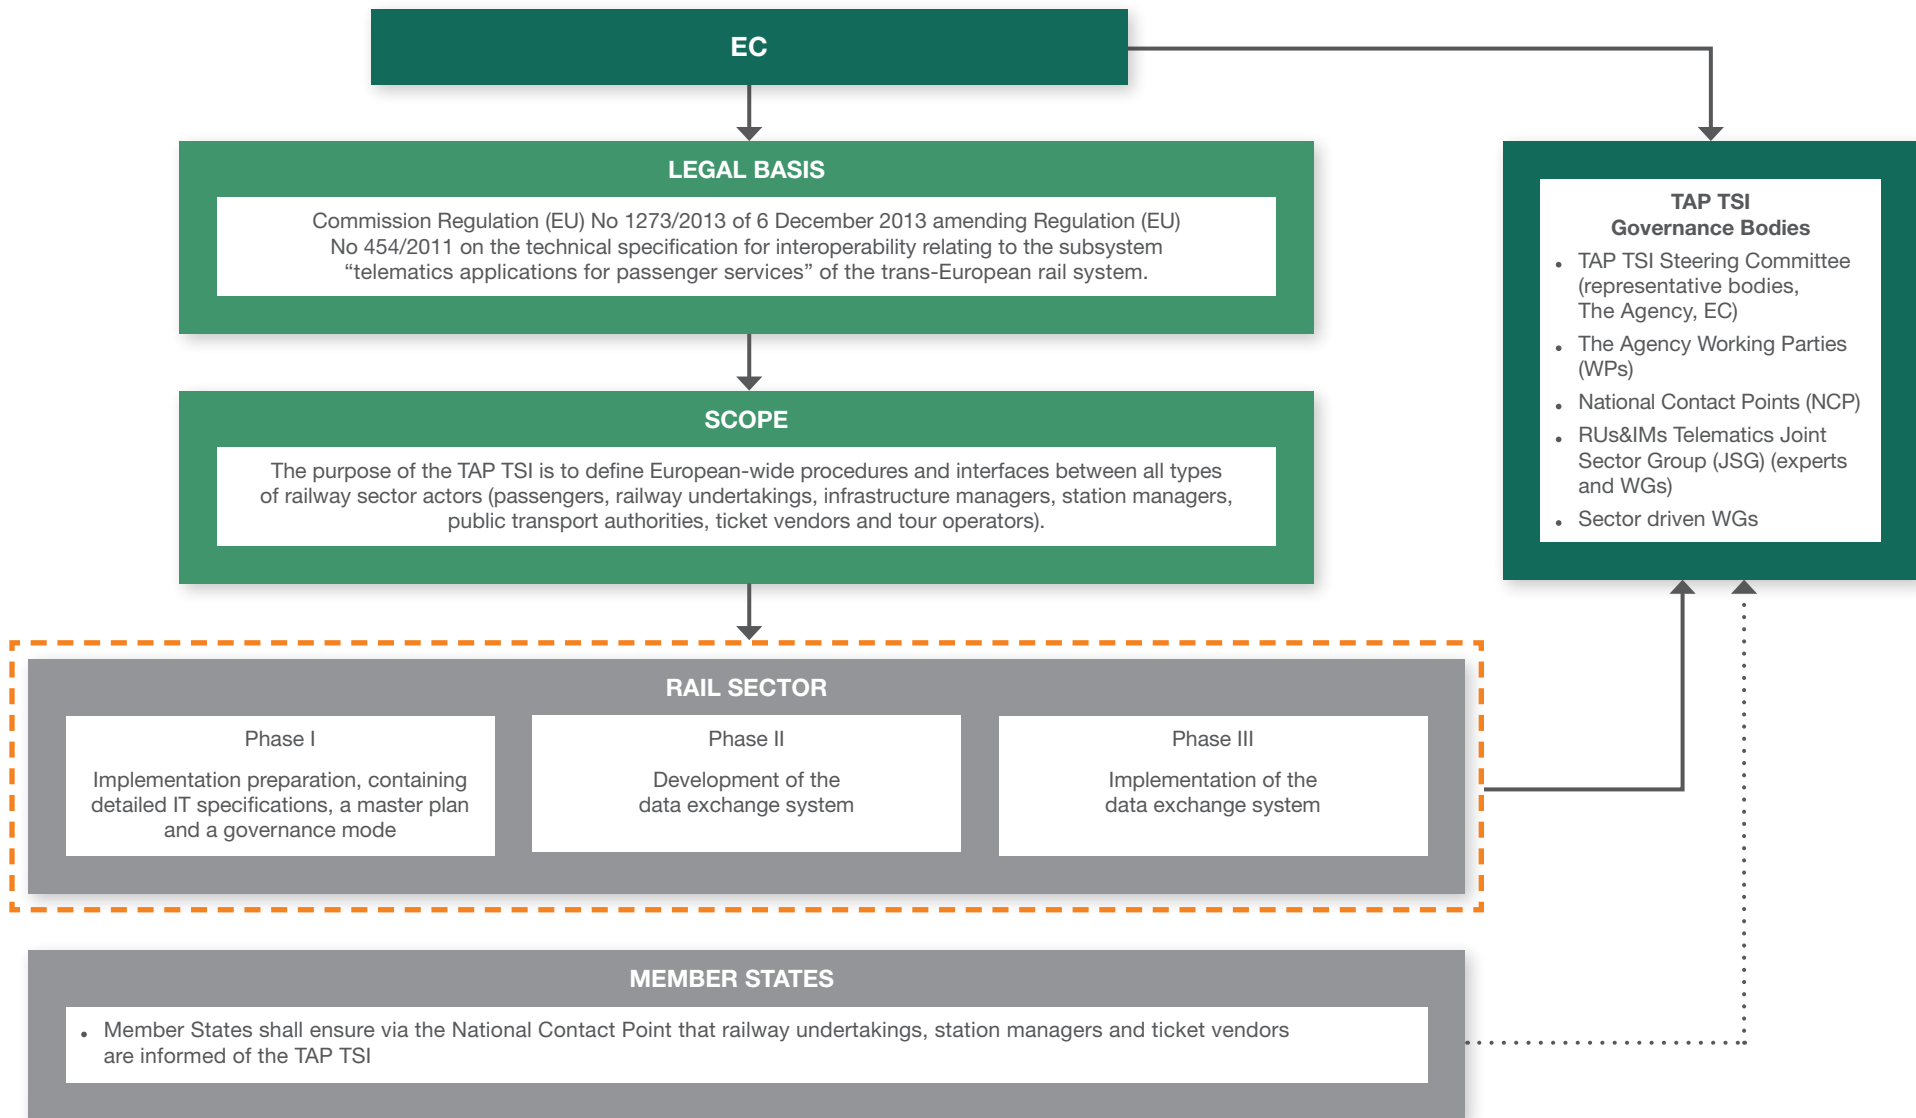 EC
LEGAL BASIS
Commission Regulation (EU) No 1273/2013 of 6 December 2013 amending Regulation (EU)
No 454/2011 on the technical specification for interoperability relating to the subsystem
“telematics applications for passenger services” of the trans-European rail system.
SCOPE
The purpose of the TAP TSI is to define European-wide procedures and interfaces between all types
of railway sector actors (passengers, railway undertakings, infrastructure managers, station managers,
public transport authorities, ticket vendors and tour operators).
TAP TSI
Governance Bodies
• TAP TSI Steering Committee
(representative bodies,
The Agency, EC)
• The Agency Working Parties
(WPs)
• National Contact Points (NCP)
• RUs&IMs Telematics Joint
Sector Group (JSG) (experts
and WGs)
• Sector driven WGs
RAIL SECTOR
Phase I
Implementation preparation, containing
detailed IT specifications, a master plan
and a governance mode
Phase II
Development of the
data exchange system
Phase III
Implementation of the
data exchange system
MEMBER STATES
• Member States shall ensure via the National Contact Point that railway undertakings, station managers and ticket vendors
are informed of the TAP TSI